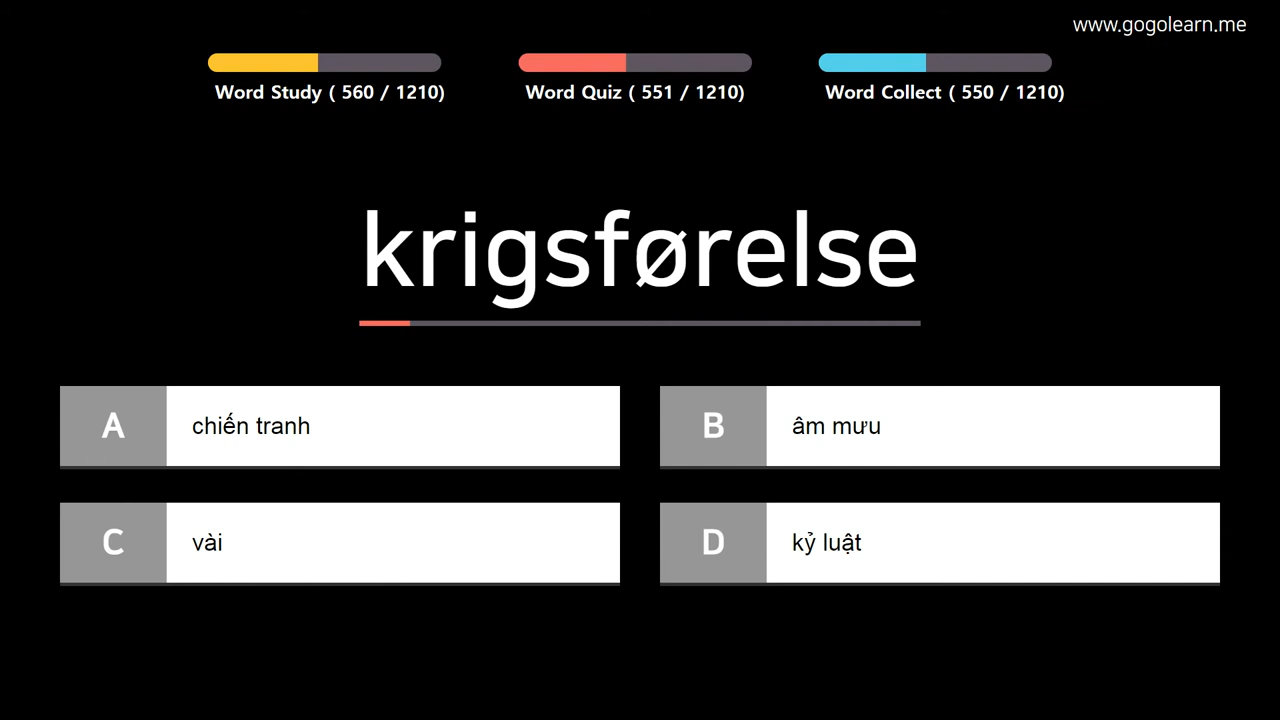 www.gogolearn.me
Word Study ( 560 / 1210)
Word Quiz ( 551 / 1210)
Word Collect ( 550 / 1210)
krigsførelse
A
chiến tranh
B
âm mưu
C
vài
D
kỷ luật